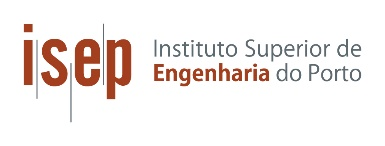 isep
Instituto Superior de
Engenharia do Porto